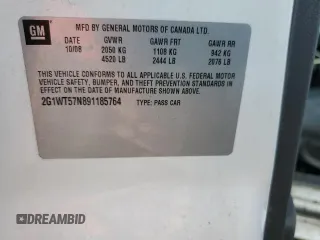 GM
MFD BY GENERAL MOTORS OF CANADA LTD.
DATE GVWR GAWR FRT GAWR RR
10/08 2050 KG 1108 KG 942 KG
4520 LB 2444 LB 2076 LB
THIS VEHICLE CONFORMS TO ALL APPLICABLE U.S. FEDERAL MOTOR
VEHICLE SAFETY, BUMPER, AND THEFT PREVENTION STANDARDS IN
EFFECT ON THE DATE OF MANUFACTURE SHOWN ABOVE.
2G1WT57N891185764 TYPE: PASS CAR
DREAMBID